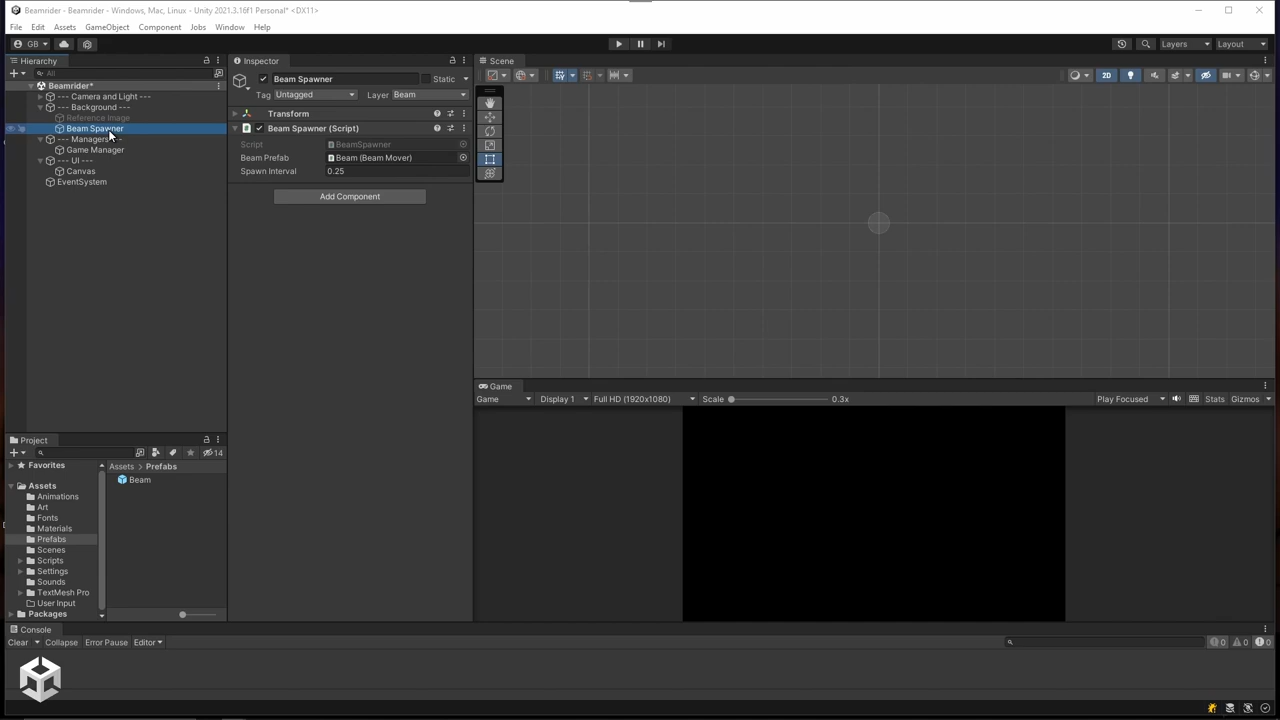 Beamrider - Beamrider - Windows, Mac, Linux - Unity 2021.3.16f1 Personal* <DX11>
File Edit Assets GameObject Component Jobs Window Help
GB Layers Layout
Hierarchy
All
Beamrider*
--- Camera and Light ---
--- Background ---
Reference Image
Beam Spawner
--- Managers ---
Game Manager
--- UI ---
Canvas
EventSystem
Inspector
Beam Spawner Static
Tag Untagged Layer Beam
Transform
Beam Spawner (Script)
Script BeamSpawner
Beam Prefab Beam (Beam Mover)
Spawn Interval 0.25
Add Component
Scene
2D
Game
Game Display 1 Full HD (1920x1080) Scale 0.3x Play Focused Stats Gizmos
Project
14
Favorites
Assets
Animations
Art
Fonts
Materials
Prefabs
Scenes
Scripts
Settings
Sounds
TextMesh Pro
User Input
Packages
Assets > Prefabs
Beam
Console
Clear Collapse Error Pause Editor 0 0 0